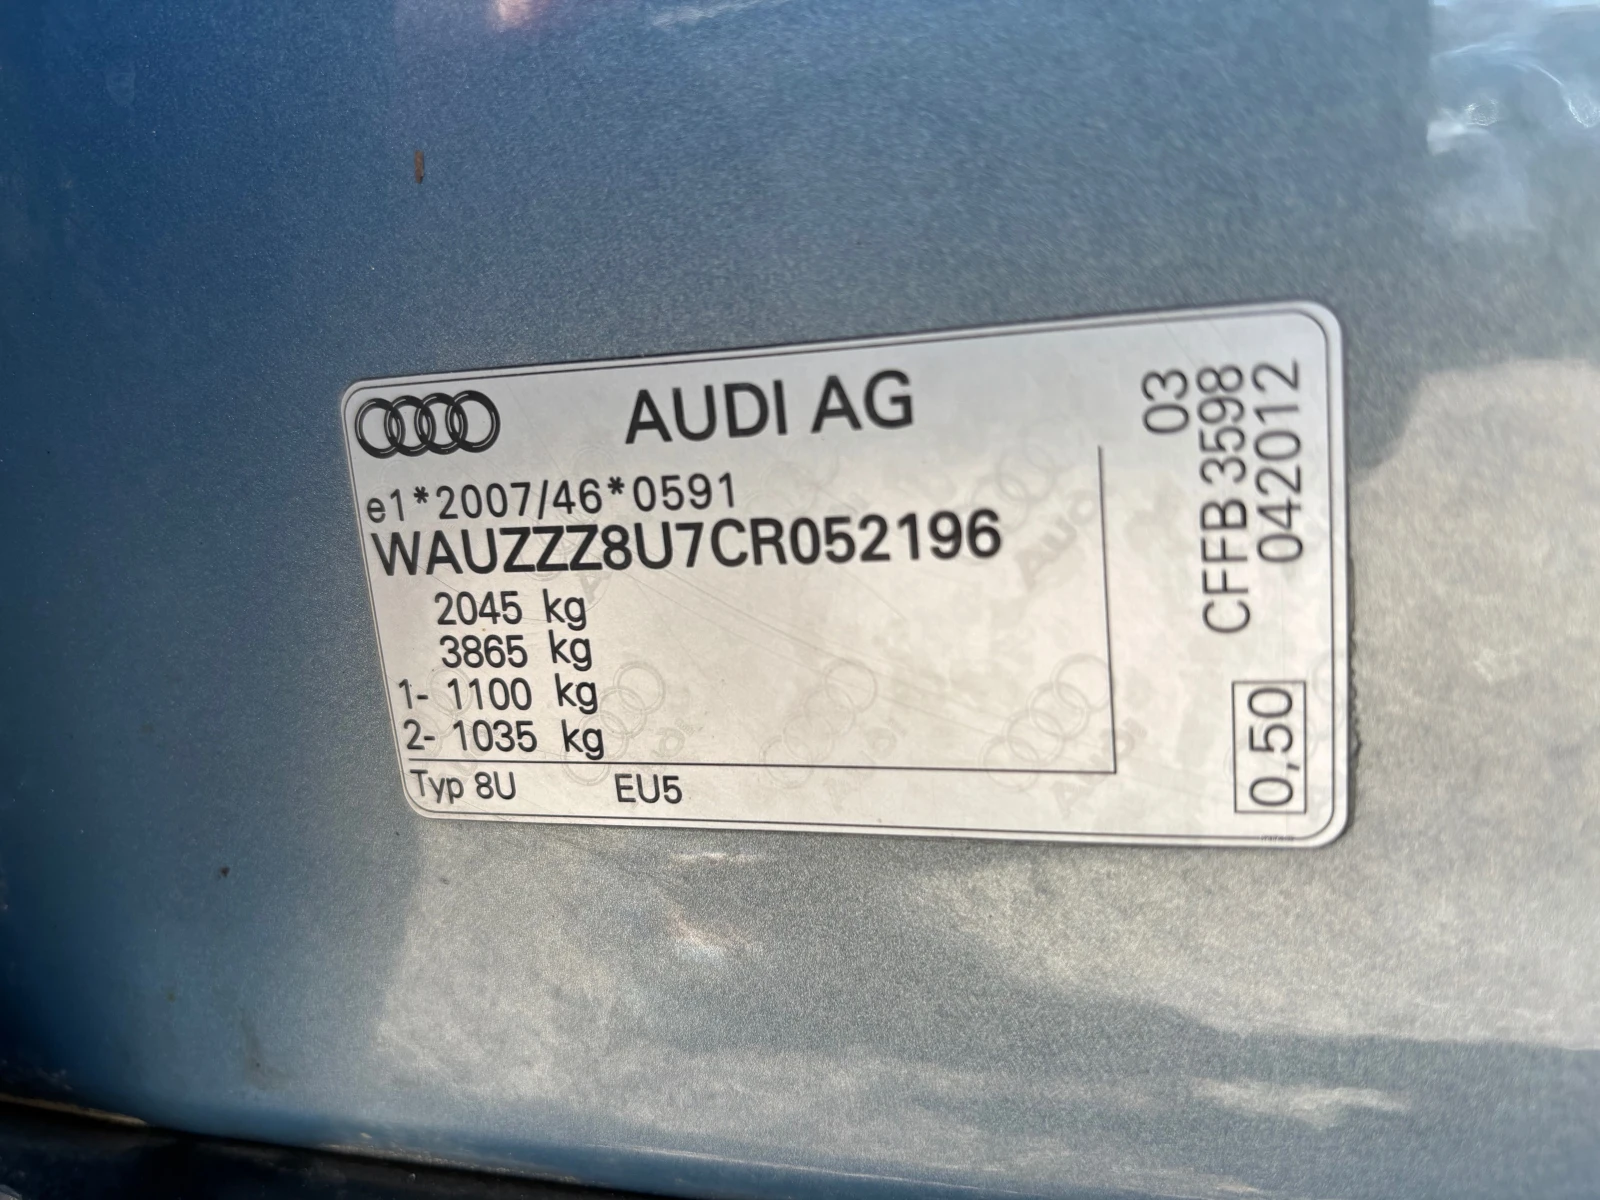 AUDI AG
e1*2007/46*0591
WAUZZZ8U7CR052196
2045 kg
3865 kg
1- 1100 kg
2- 1035 kg
Typ 8U EU5
03
CFFB 3598
042012
0,50